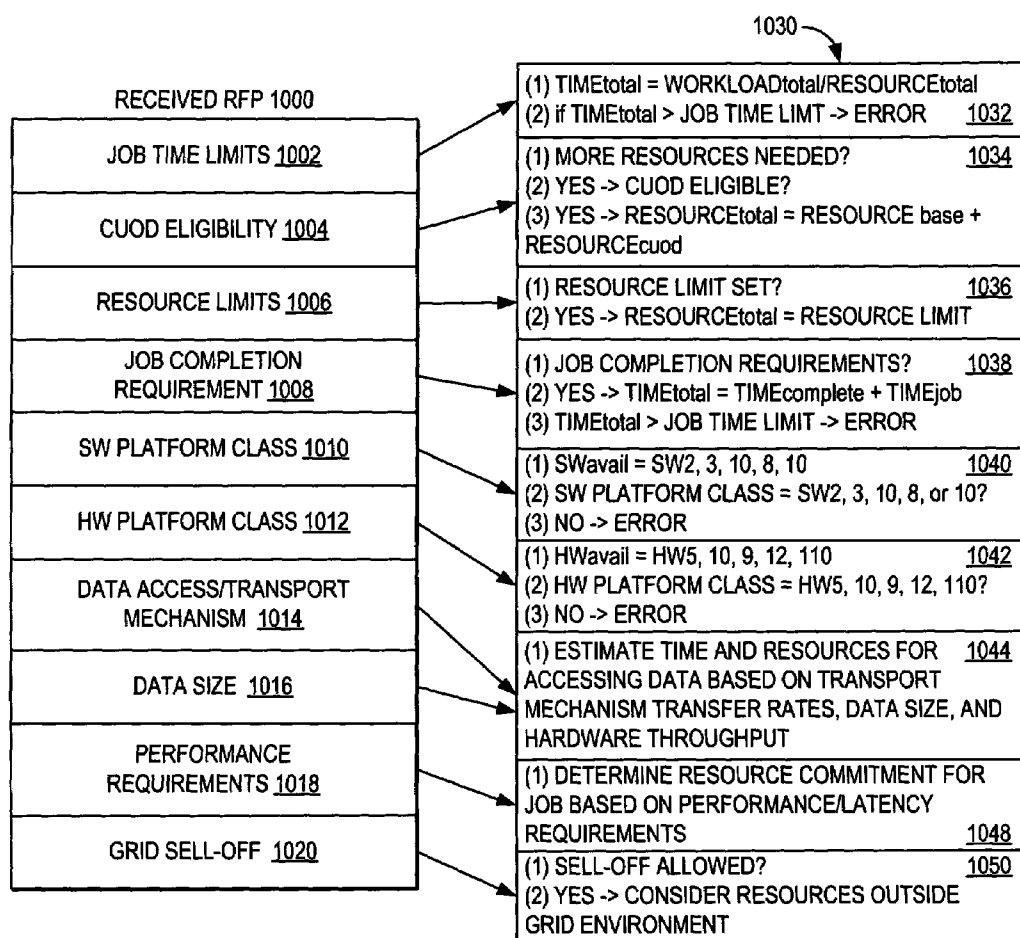 1030
RECEIVED RFP 1000
JOB TIME LIMITS 1002
CUOD ELIGIBILITY 1004
RESOURCE LIMITS 1006
JOB COMPLETION
REQUIREMENT 1008
SW PLATFORM CLASS 1010
HW PLATFORM CLASS 1012
DATA ACCESS/TRANSPORT
MECHANISM 1014
DATA SIZE 1016
PERFORMANCE
REQUIREMENTS 1018
GRID SELL-OFF 1020
(1) TIMEtotal = WORKLOADtotal/RESOURCEtotal
(2) if TIMEtotal > JOB TIME LIMT -> ERROR 1032
(1) MORE RESOURCES NEEDED? 1034
(2) YES -> CUOD ELIGIBLE?
(3) YES -> RESOURCEtotal = RESOURCE base +
RESOURCEcuod
(1) RESOURCE LIMIT SET? 1036
(2) YES -> RESOURCEtotal = RESOURCE LIMIT
(1) JOB COMPLETION REQUIREMENTS? 1038
(2) YES -> TIMEtotal = TIMEcomplete + TIMEjob
(3) TIMEtotal > JOB TIME LIMIT -> ERROR
(1) SWavail = SW2, 3, 10, 8, 10 1040
(2) SW PLATFORM CLASS = SW2, 3, 10, 8, or 10?
(3) NO -> ERROR
(1) HWavail = HW5, 10, 9, 12, 110 1042
(2) HW PLATFORM CLASS = HW5, 10, 9, 12, 110?
(3) NO -> ERROR
(1) ESTIMATE TIME AND RESOURCES FOR 1044
ACCESSING DATA BASED ON TRANSPORT
MECHANISM TRANSFER RATES, DATA SIZE, AND
HARDWARE THROUGHPUT
(1) DETERMINE RESOURCE COMMITMENT FOR
JOB BASED ON PERFORMANCE/LATENCY
REQUIREMENTS 1048
(1) SELL-OFF ALLOWED? 1050
(2) YES -> CONSIDER RESOURCES OUTSIDE
GRID ENVIRONMENT